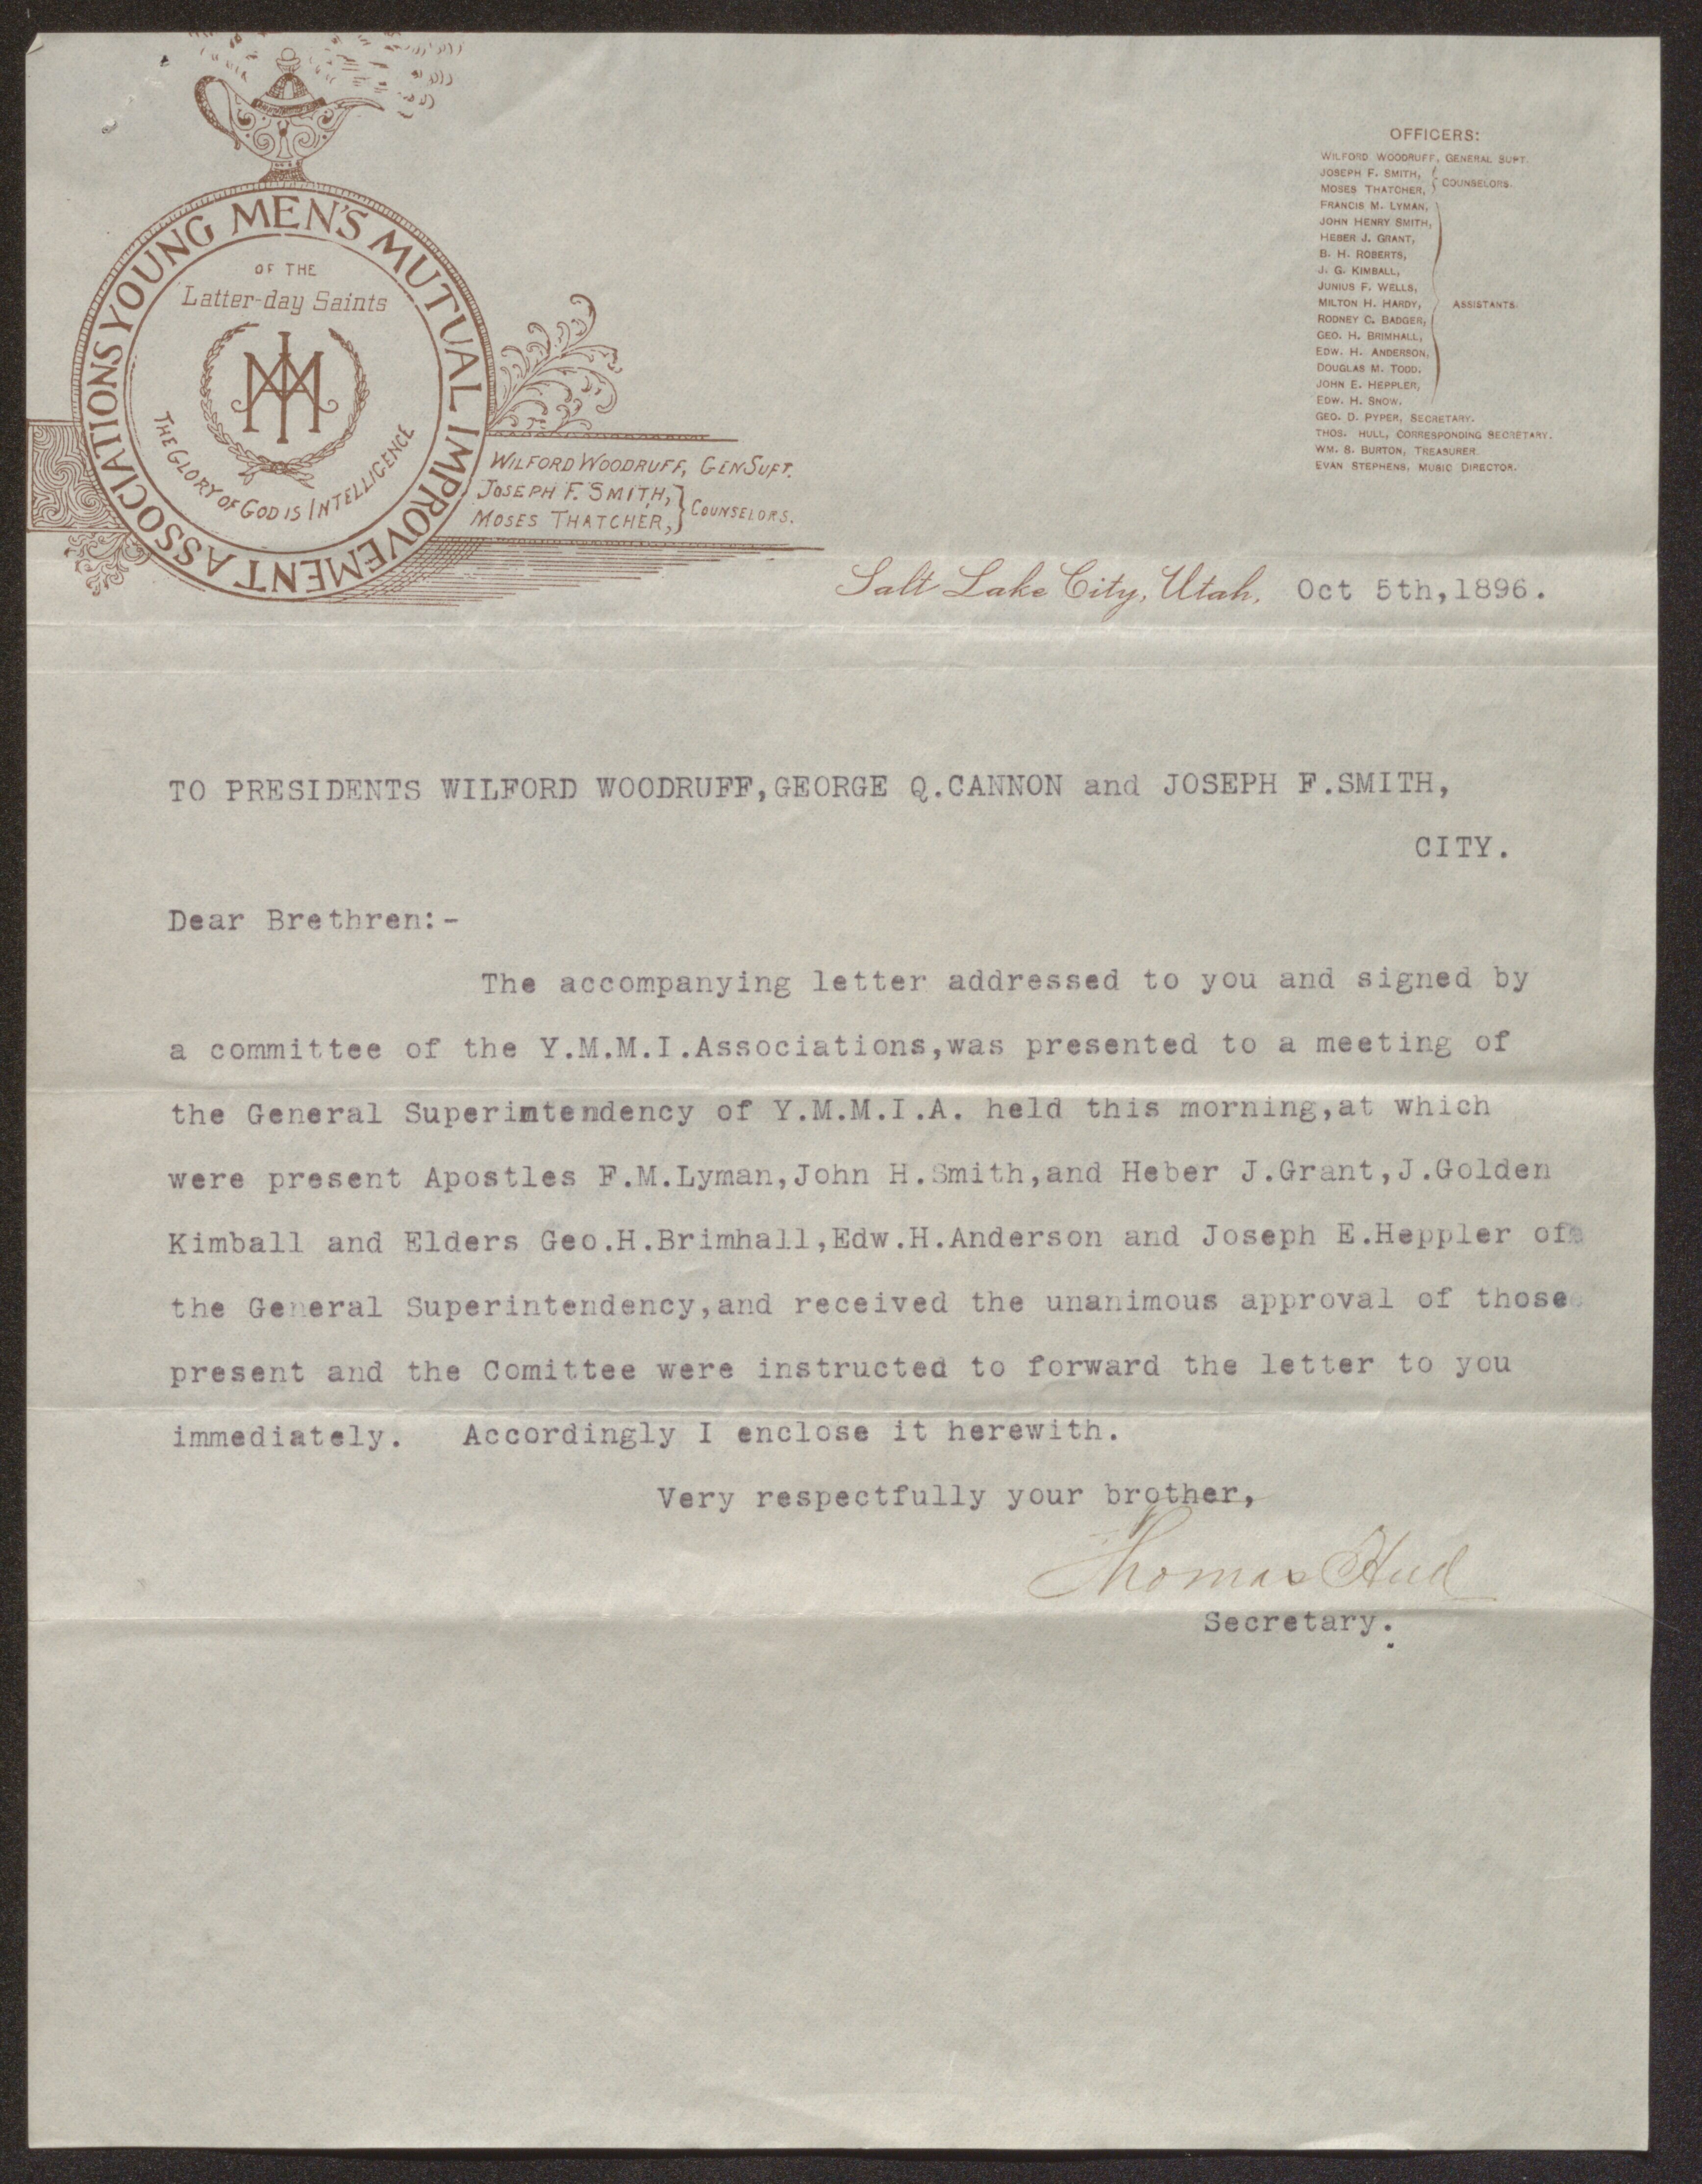 YOUNG MEN'S MUTUAL IMPROVEMENT ASSOCIATIONS
OF THE
Latter-day Saints
MIA
THE GLORY OF GOD IS INTELLIGENCE
WILFORD WOODRUFF, GEN SUPT.
JOSEPH F. SMITH,
MOSES THATCHER, } COUNSELORS.
OFFICERS:
WILFORD WOODRUFF, GENERAL SUPT.
JOSEPH F. SMITH,
MOSES THATCHER, } COUNSELORS.
FRANCIS M. LYMAN,
JOHN HENRY SMITH,
HEBER J. GRANT,
B. H. ROBERTS,
J. G. KIMBALL,
JUNIUS F. WELLS,
MILTON H. HARDY, } ASSISTANTS.
RODNEY C. BADGER,
GEO. H. BRIMHALL,
EDW. H. ANDERSON,
DOUGLAS M. TODD,
JOHN E. HEPPLER,
EDW. H. SNOW.
GEO. D. PYPER, SECRETARY.
THOS. HULL, CORRESPONDING SECRETARY.
WM. S. BURTON, TREASURER.
EVAN STEPHENS, MUSIC DIRECTOR.
Salt Lake City, Utah, Oct 5th,1896.
TO PRESIDENTS WILFORD WOODRUFF,GEORGE Q.CANNON and JOSEPH F.SMITH,
CITY.
Dear Brethren:-
The accompanying letter addressed to you and signed by
a committee of the Y.M.M.I.Associations,was presented to a meeting of
the General Superintendency of Y.M.M.I.A. held this morning,at which
were present Apostles F.M.Lyman,John H.Smith,and Heber J.Grant,J.Golden
Kimball and Elders Geo.H.Brimhall,Edw.H.Anderson and Joseph E.Heppler of
the General Superintendency,and received the unanimous approval of those
present and the Comittee were instructed to forward the letter to you
immediately. Accordingly I enclose it herewith.
Very respectfully your brother,
Thomas Hull
Secretary.